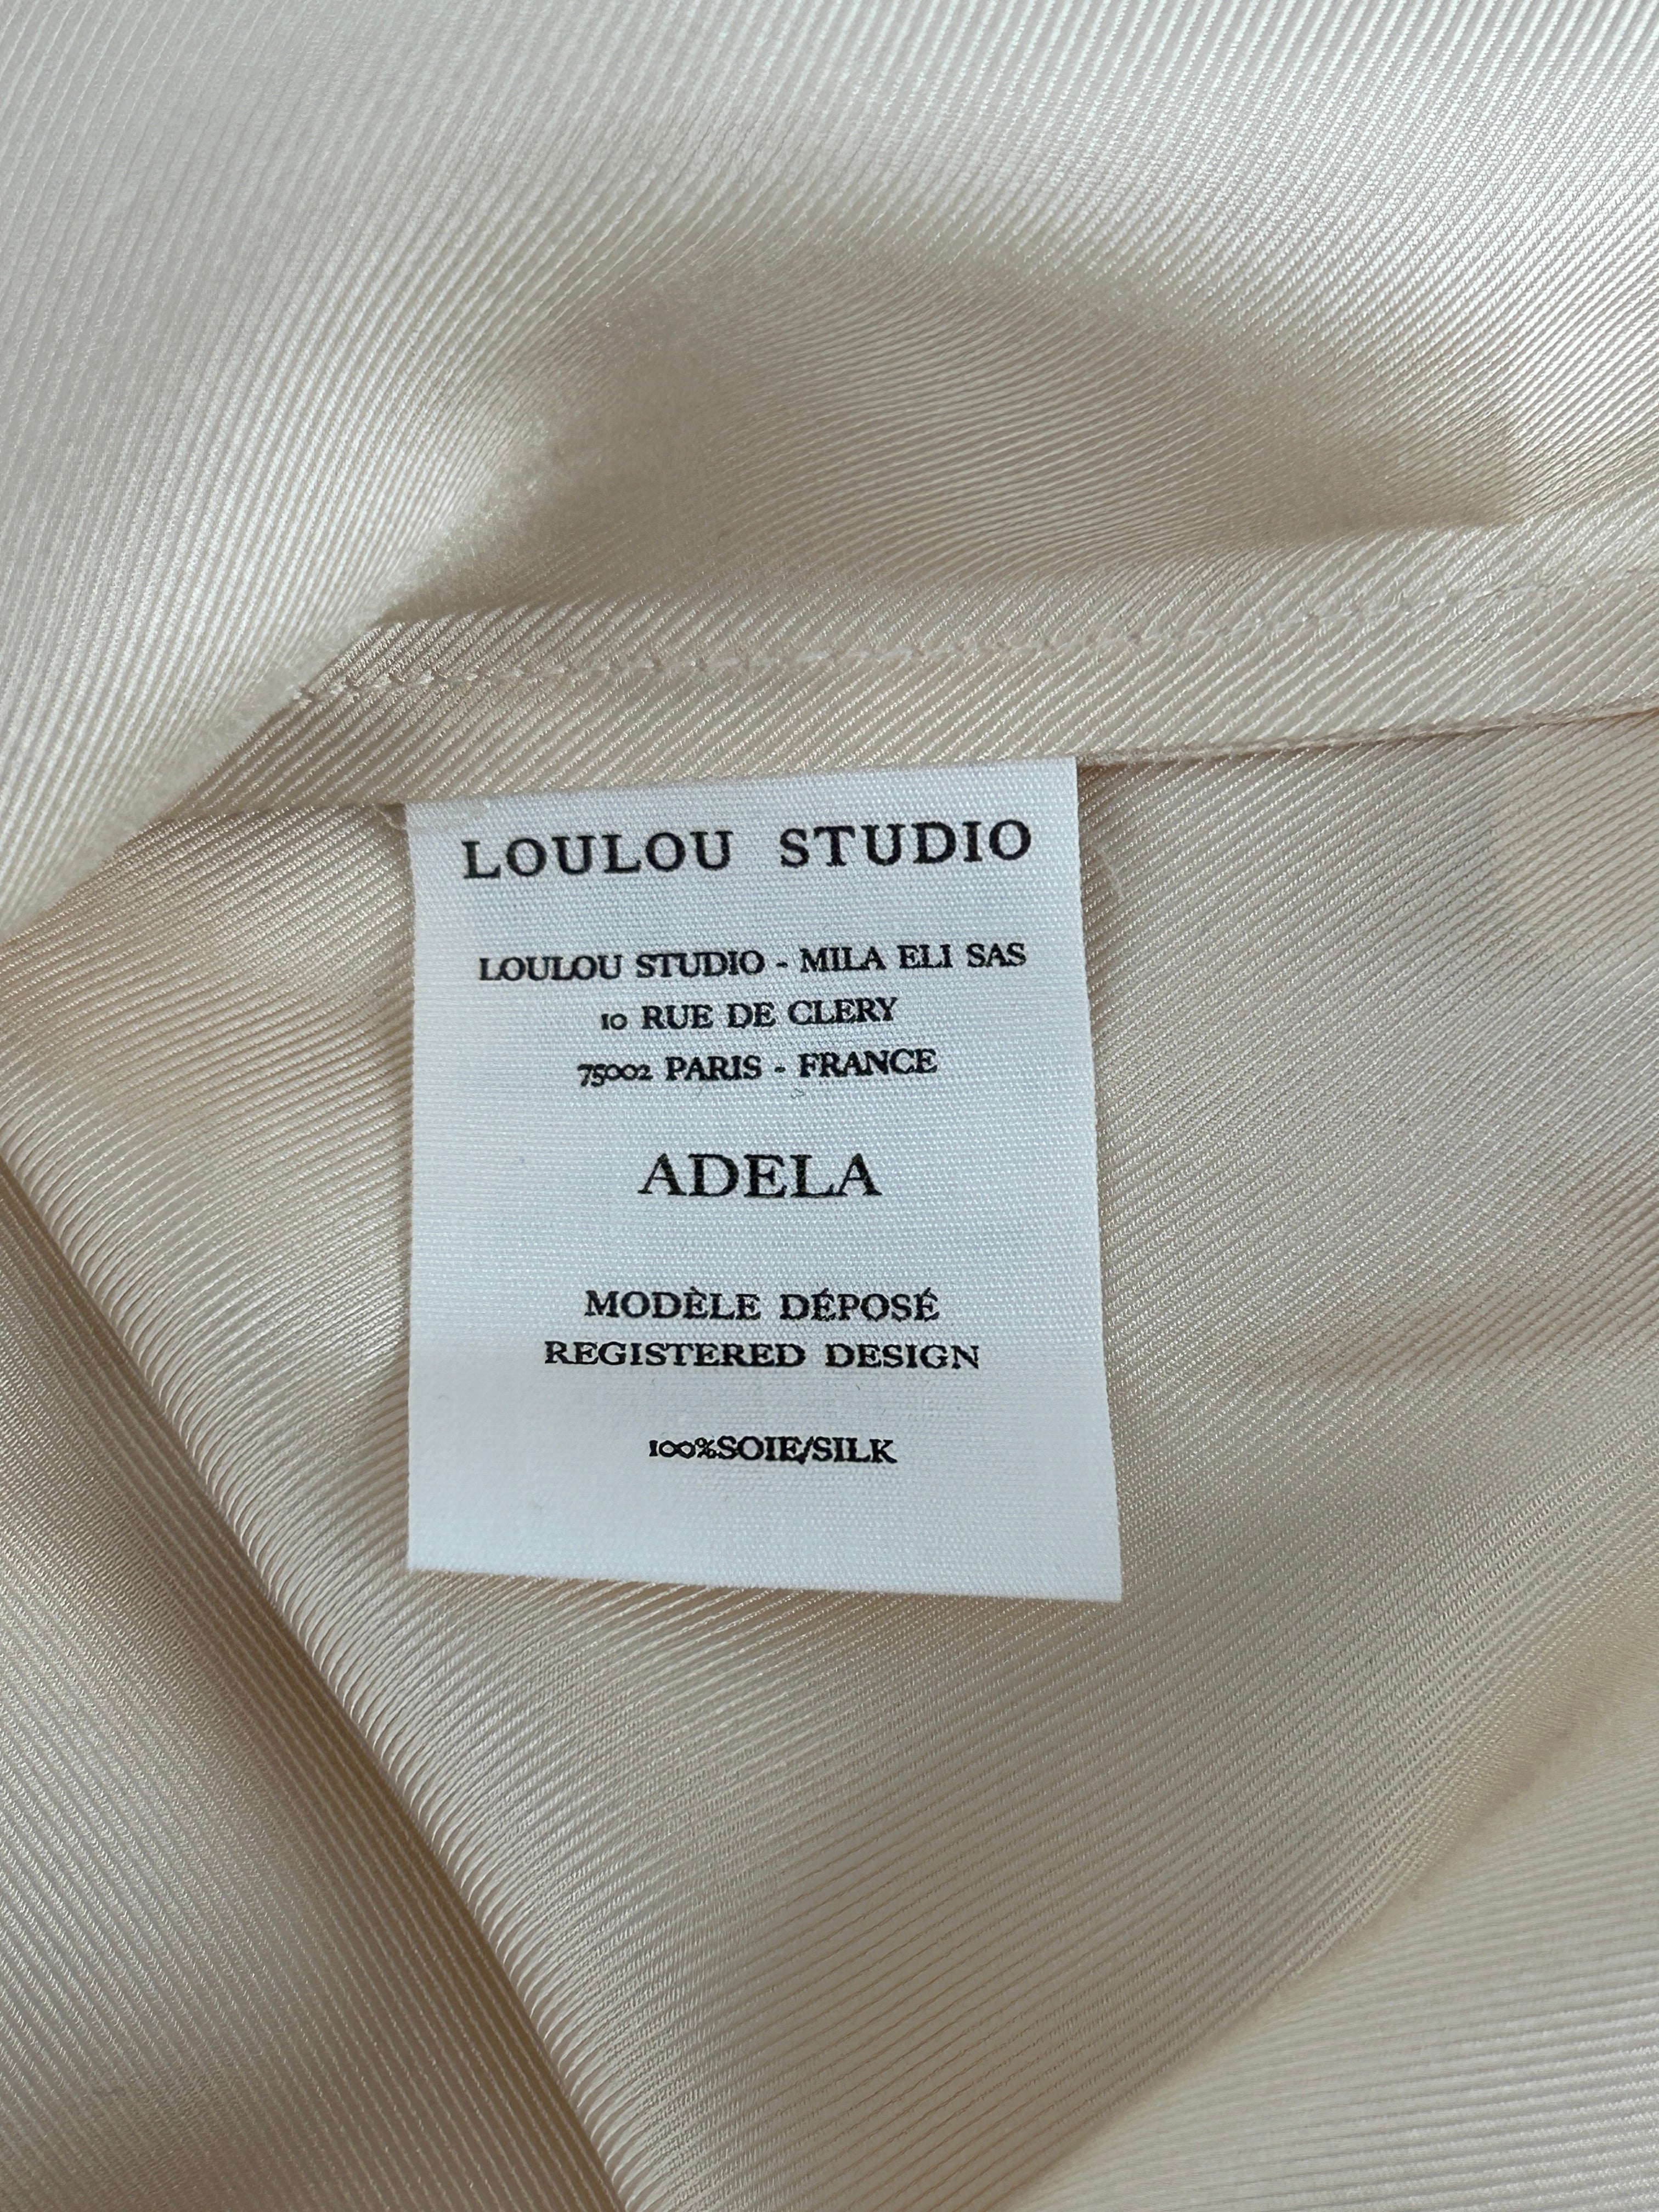 LOULOU STUDIO
LOULOU STUDIO - MILA ELI SAS
10 RUE DE CLERY
75002 PARIS - FRANCE
ADELA
MODÈLE DÉPOSÉ
REGISTERED DESIGN
100%SOIE/SILK